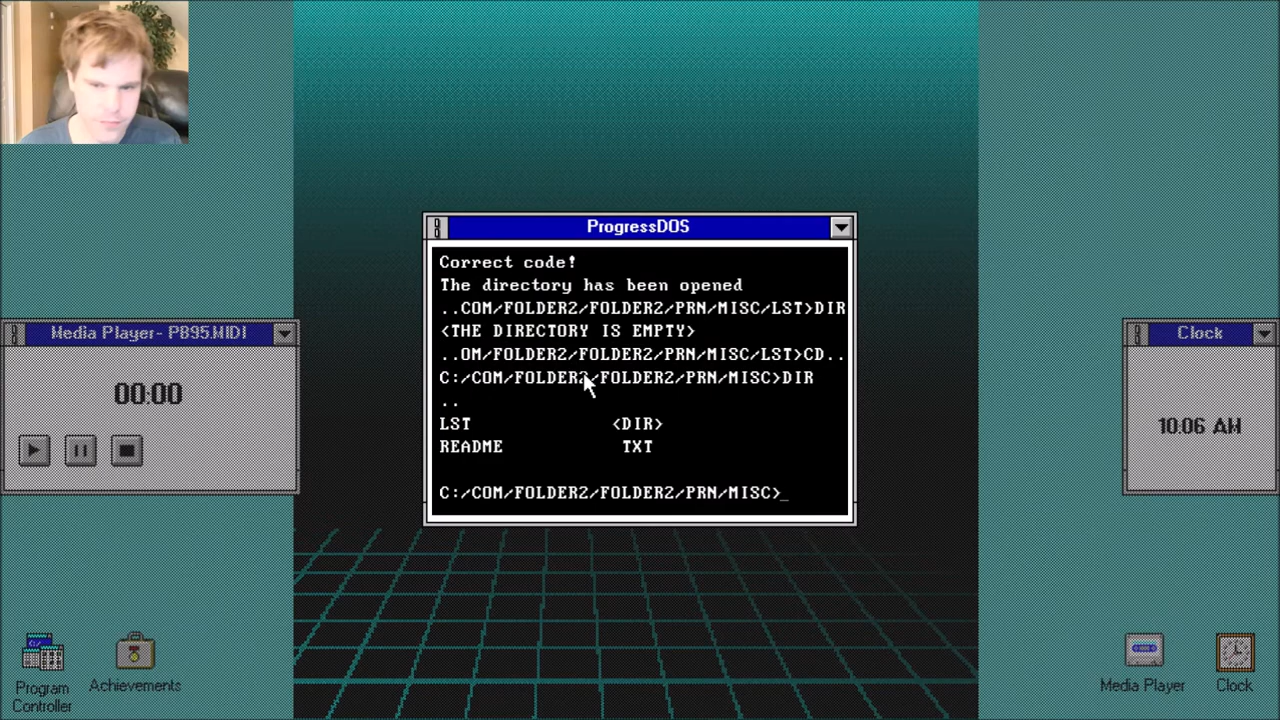 ProgressDOS
Correct code!
The directory has been opened
..COM/FOLDER2/FOLDER2/PRN/MISC/LST>DIR
<THE DIRECTORY IS EMPTY>
..OM/FOLDER2/FOLDER2/PRN/MISC/LST>CD..
C:/COM/FOLDER2/FOLDER2/PRN/MISC>DIR
..
LST <DIR>
README TXT
C:/COM/FOLDER2/FOLDER2/PRN/MISC>_
Media Player- PB95.MIDI
00:00
Clock
10:06 AM
Program
Controller
Achievements
Media Player
Clock